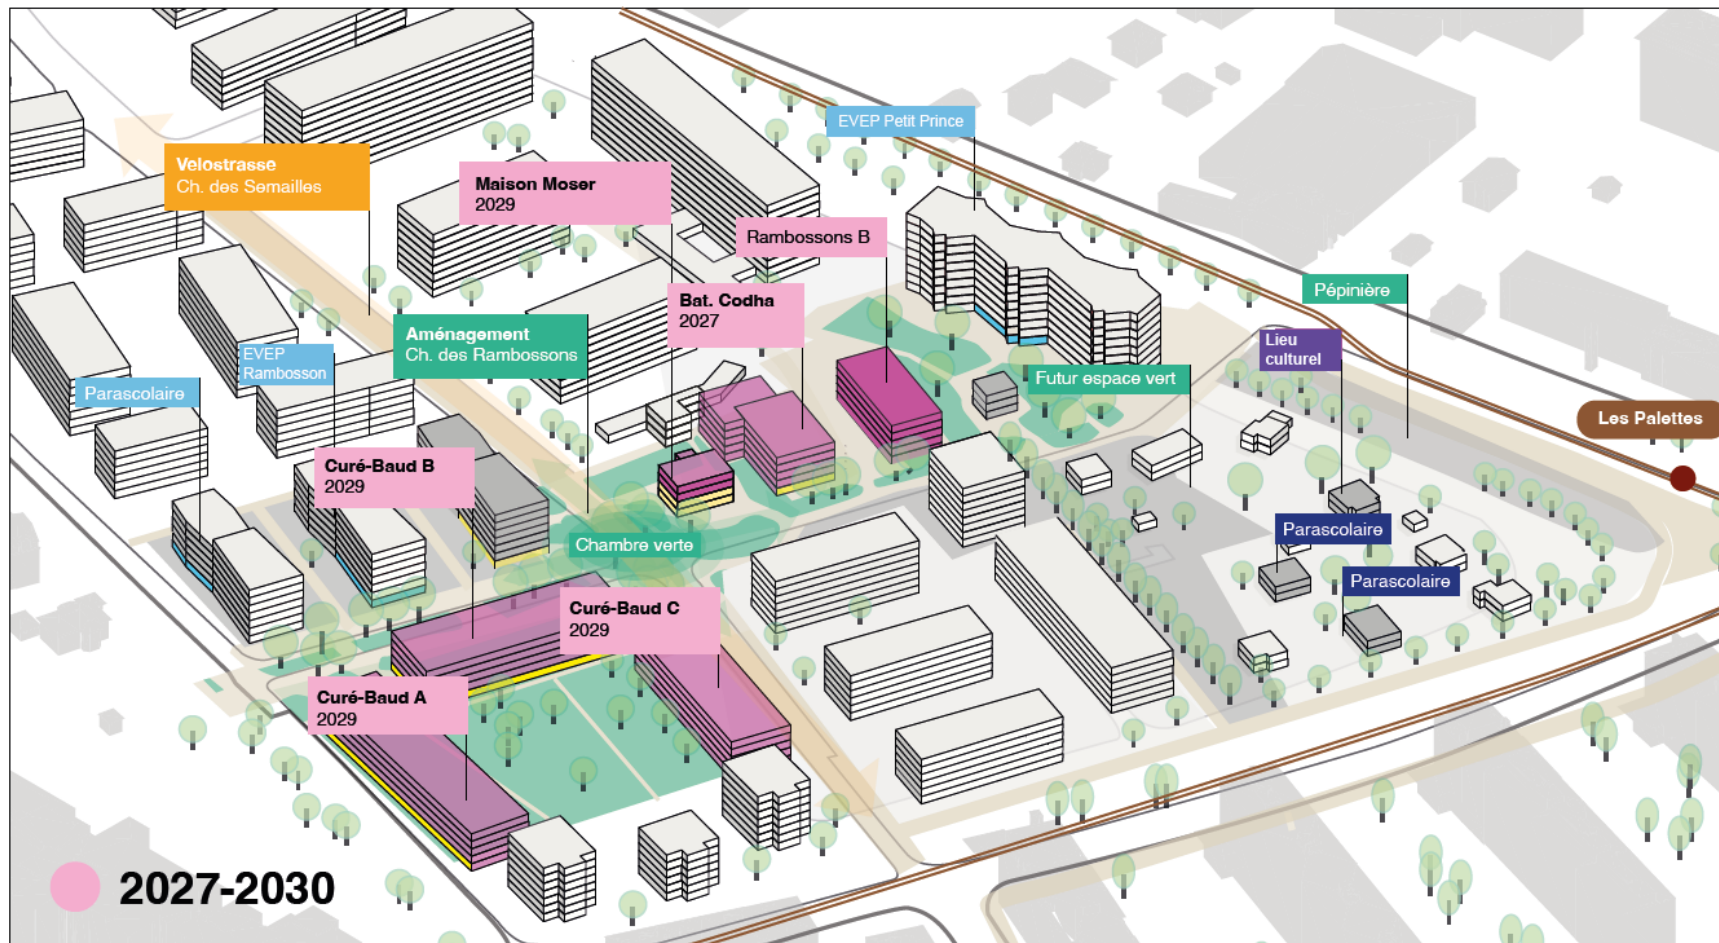 EVEP Petit Prince
Velostrasse
Ch. des Semailles
Maison Moser
2029
Rambossons B
Bat. Codha
2027
Pépinière
Aménagement
Ch. des Rambossons
EVEP
Rambosson
Parascolaire
Lieu
culturel
Futur espace vert
Les Palettes
Curé-Baud B
2029
Chambre verte
Parascolaire
Parascolaire
Curé-Baud C
2029
Curé-Baud A
2029
2027-2030